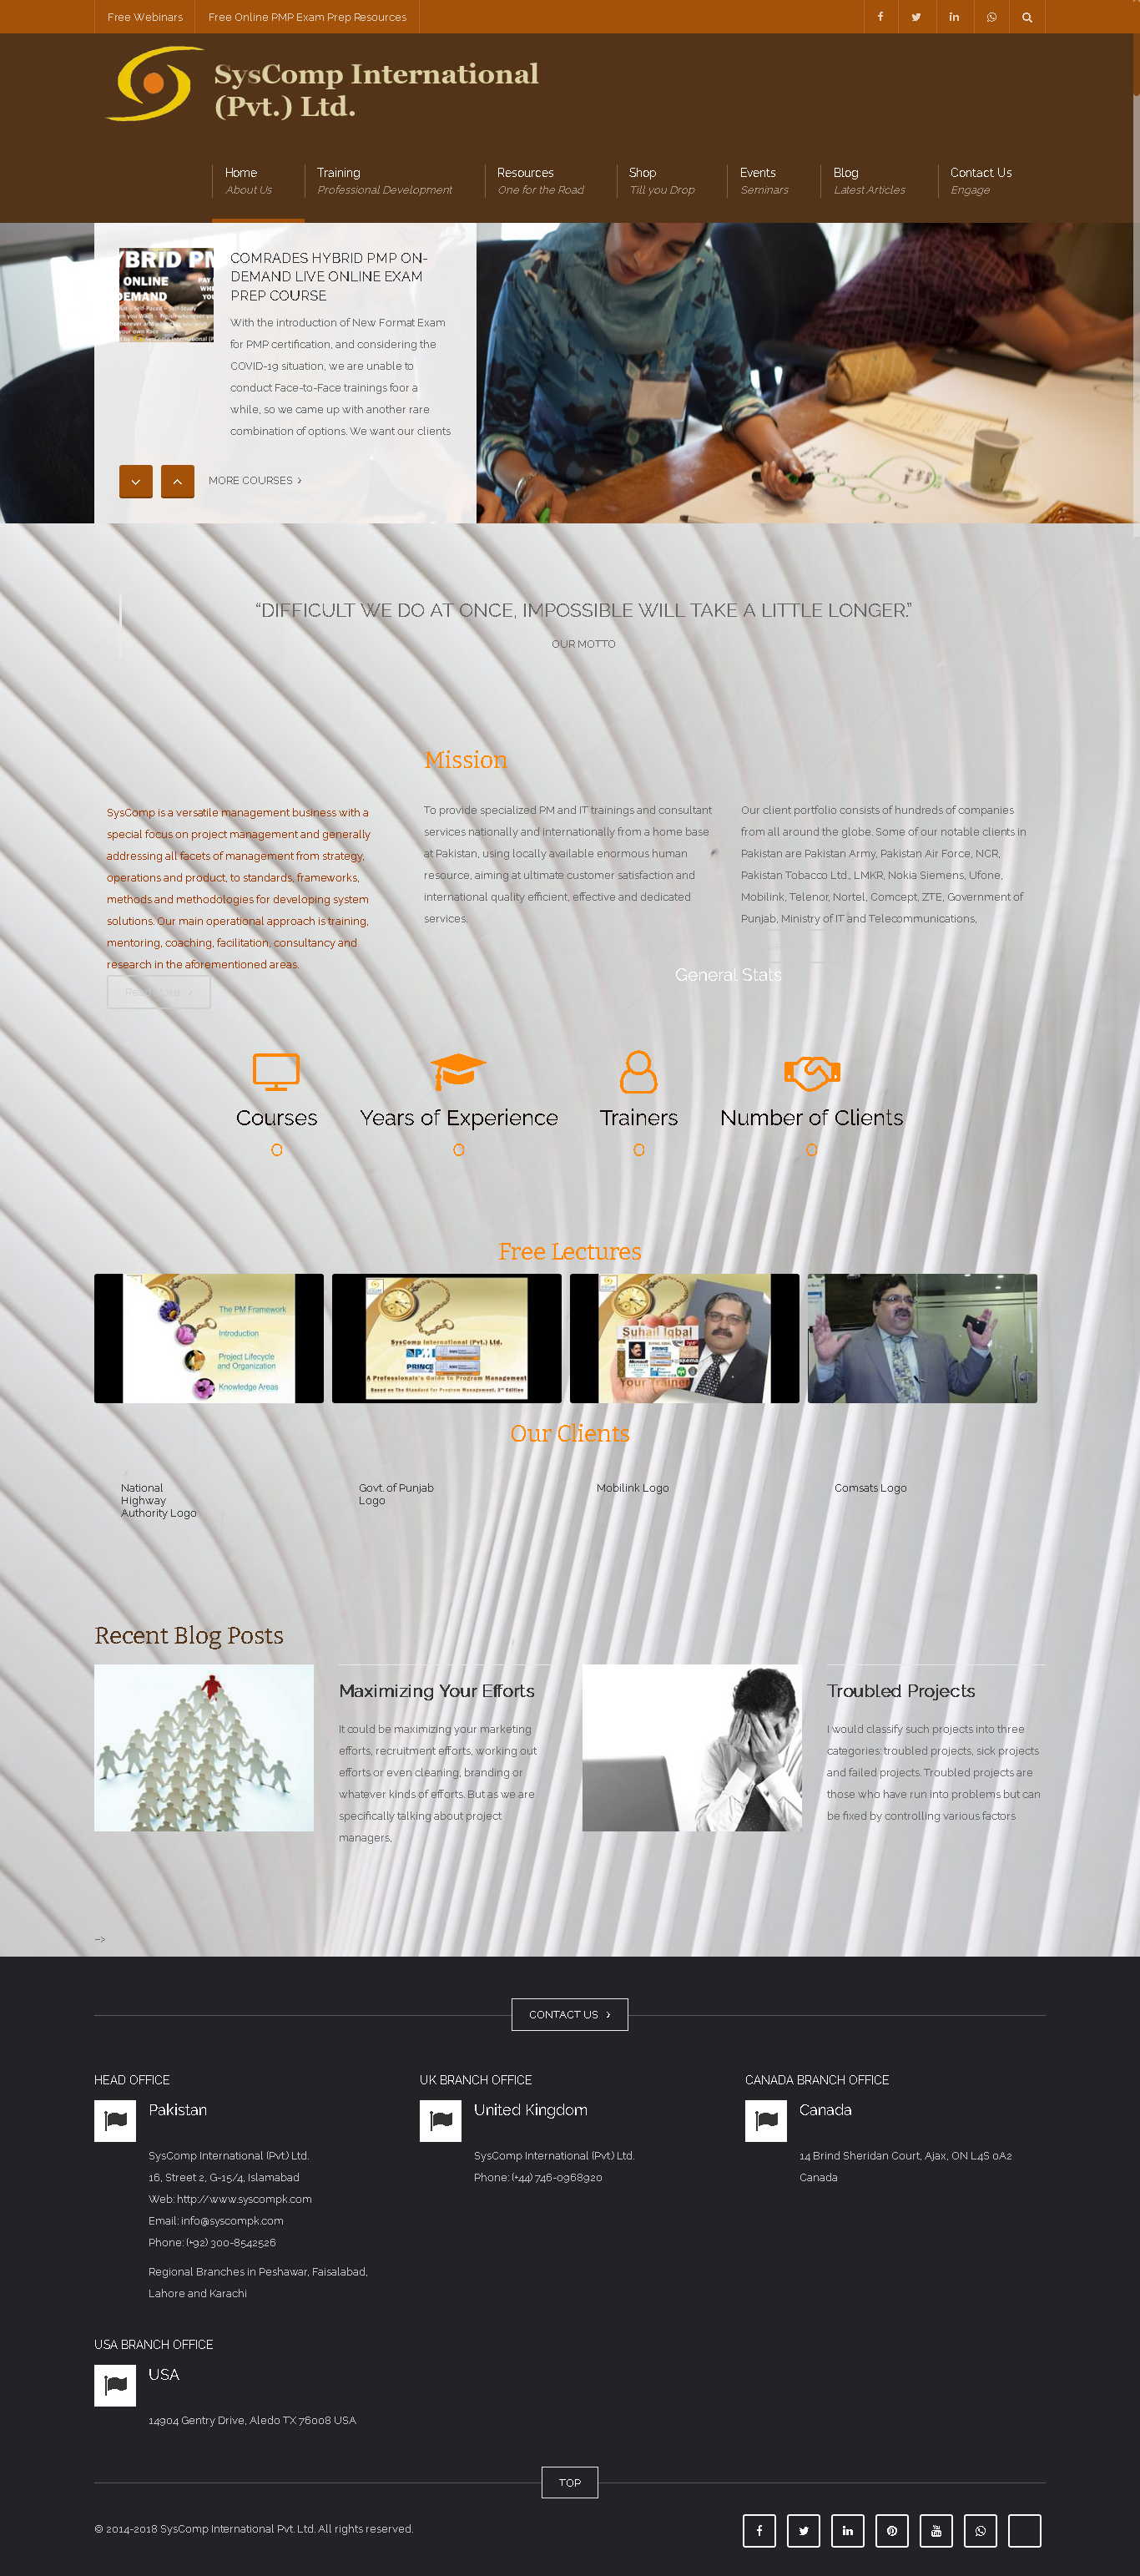 Free Webinars
Free Online PMP Exam Prep Resources
SysComp International
(Pvt.) Ltd.
Home
About Us
Training
Professional Development
Resources
One for the Road
Shop
Till you Drop
Events
Seminars
Blog
Latest Articles
Contact Us
Engage
YBRID PM
ONLINE
DEMAND
COMRADES HYBRID PMP ON-
DEMAND LIVE ONLINE EXAM
PREP COURSE
With the introduction of New Format Exam
for PMP certification, and considering the
COVID-19 situation, we are unable to
conduct Face-to-Face trainings foor a
while, so we came up with another rare
combination of options. We want our clients
MORE COURSES
“DIFFICULT WE DO AT ONCE, IMPOSSIBLE WILL TAKE A LITTLE LONGER.”
OUR MOTTO
SysComp is a versatile management business with a
special focus on project management and generally
addressing all facets of management from strategy,
operations and product, to standards, frameworks,
methods and methodologies for developing system
solutions. Our main operational approach is training,
mentoring, coaching, facilitation, consultancy and
research in the aforementioned areas.
Mission
To provide specialized PM and IT trainings and consultant
services nationally and internationally from a home base
at Pakistan, using locally available enormous human
resource, aiming at ultimate customer satisfaction and
international quality efficient, effective and dedicated
services.
Our client portfolio consists of hundreds of companies
from all around the globe. Some of our notable clients in
Pakistan are Pakistan Army, Pakistan Air Force, NCR,
Pakistan Tobacco Ltd., LMKR, Nokia Siemens, Ufone,
Mobilink, Telenor, Nortel, Comcept, ZTE, Government of
Punjab, Ministry of IT and Telecommunications,
General Stats
Courses
0
Years of Experience
0
Trainers
0
Number of Clients
0
Free Lectures
The PM Framework
Introduction
Project Lifecycle
and Organization
Knowledge Areas
SysComp International (Pvt.) Ltd.
A Professional's Guide to Program Management
Based on The Standard for Program Management, 3rd Edition
Suhail Iqbal
Your Trainer
Our Clients
National
Highway
Authority Logo
Govt. of Punjab
Logo
Mobilink Logo
Comsats Logo
Recent Blog Posts
Maximizing Your Efforts
It could be maximizing your marketing
efforts, recruitment efforts, working out
efforts or even cleaning, branding or
whatever kinds of efforts. But as we are
specifically talking about project
managers,
Troubled Projects
I would classify such projects into three
categories: troubled projects, sick projects
and failed projects. Troubled projects are
those who have run into problems but can
be fixed by controlling various factors
–>
CONTACT US
HEAD OFFICE
Pakistan
SysComp International (Pvt) Ltd.
16, Street 2, G-15/4, Islamabad
Web: http://www.syscompk.com
Email: info@syscompk.com
Phone: (+92) 300-8542526
Regional Branches in Peshawar, Faisalabad,
Lahore and Karachi
UK BRANCH OFFICE
United Kingdom
SysComp International (Pvt) Ltd.
Phone: (+44) 746-0968920
CANADA BRANCH OFFICE
Canada
14 Brind Sheridan Court, Ajax, ON L4S 0A2
Canada
USA BRANCH OFFICE
USA
14904 Gentry Drive, Aledo TX 76008 USA
TOP
© 2014-2018 SysComp International Pvt. Ltd. All rights reserved.